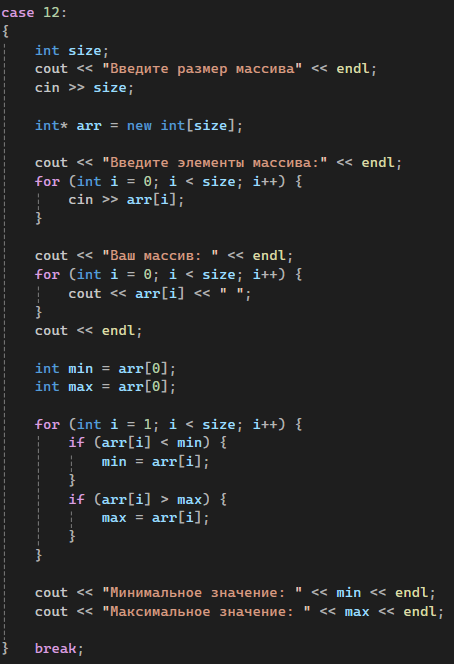 case 12:
{
int size;
cout << "Введите размер массива" << endl;
cin >> size;
int* arr = new int[size];
cout << "Введите элементы массива:" << endl;
for (int i = 0; i < size; i++) {
cin >> arr[i];
}
cout << "Ваш массив: " << endl;
for (int i = 0; i < size; i++) {
cout << arr[i] << " ";
}
cout << endl;
int min = arr[0];
int max = arr[0];
for (int i = 1; i < size; i++) {
if (arr[i] < min) {
min = arr[i];
}
if (arr[i] > max) {
max = arr[i];
}
}
cout << "Минимальное значение: " << min << endl;
cout << "Максимальное значение: " << max << endl;
} break;